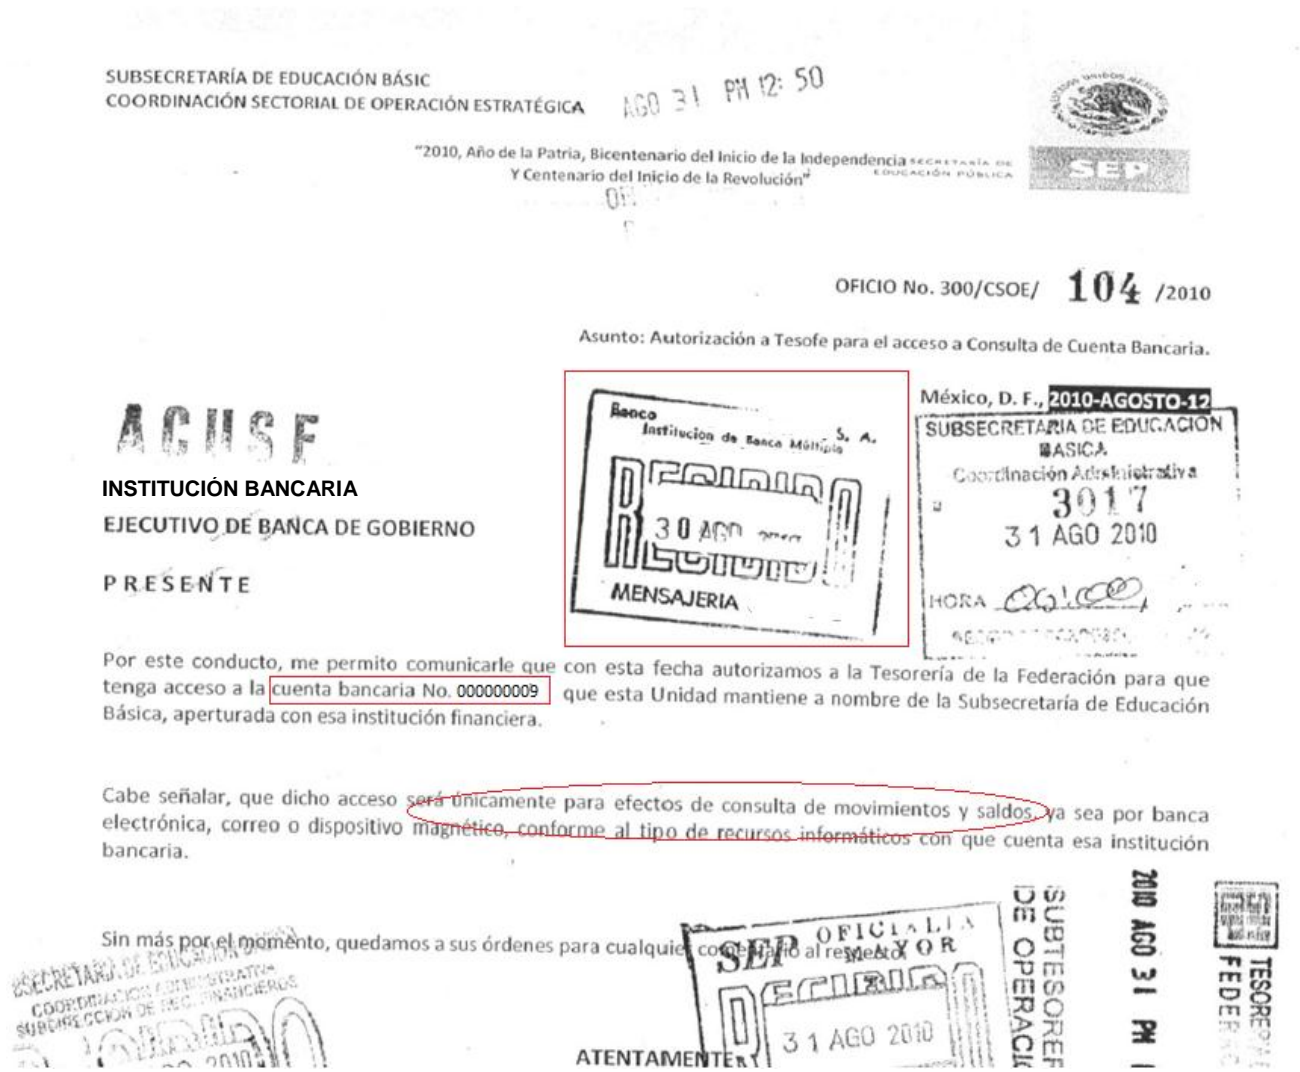 SUBSECRETARÍA DE EDUCACIÓN BÁSIC
COORDINACIÓN SECTORIAL DE OPERACIÓN ESTRATÉGICA
AGO 31 PM 12: 50
"2010, Año de la Patria, Bicentenario del Inicio de la Independencia
Y Centenario del Inicio de la Revolución"
SECRETARÍA DE
EDUCACIÓN PÚBLICA
SEP
OFICIO No. 300/CSOE/ 104 /2010
Asunto: Autorización a Tesofe para el acceso a Consulta de Cuenta Bancaria.
México, D. F., 2010-AGOSTO-12
ACUSE
INSTITUCIÓN BANCARIA
EJECUTIVO DE BANCA DE GOBIERNO
PRESENTE
Banco S. A.
Institucion de Banca Múltiple
RECIBIDO
30 AGO
MENSAJERIA
SUBSECRETARIA DE EDUCACION
BASICA
Coordinación Administrativa
3017
31 AGO 2010
HORA
Por este conducto, me permito comunicarle que con esta fecha autorizamos a la Tesorería de la Federación para que
tenga acceso a la cuenta bancaria No. 000000009 que esta Unidad mantiene a nombre de la Subsecretaría de Educación
Básica, aperturada con esa institución financiera.
Cabe señalar, que dicho acceso será únicamente para efectos de consulta de movimientos y saldos, ya sea por banca
electrónica, correo o dispositivo magnético, conforme al tipo de recursos informáticos con que cuenta esa institución
bancaria.
Sin más por el momento, quedamos a sus órdenes para cualquier comentario al respecto.
SEP OFICIALIA
MAYOR
RECIBIDO
31 AGO 2010
ATENTAMENTE
COORDINACION ADMINISTRATIVA
SUBDIRECCION DE REC. FINANCIEROS
2010
2010 AGO 31 PM